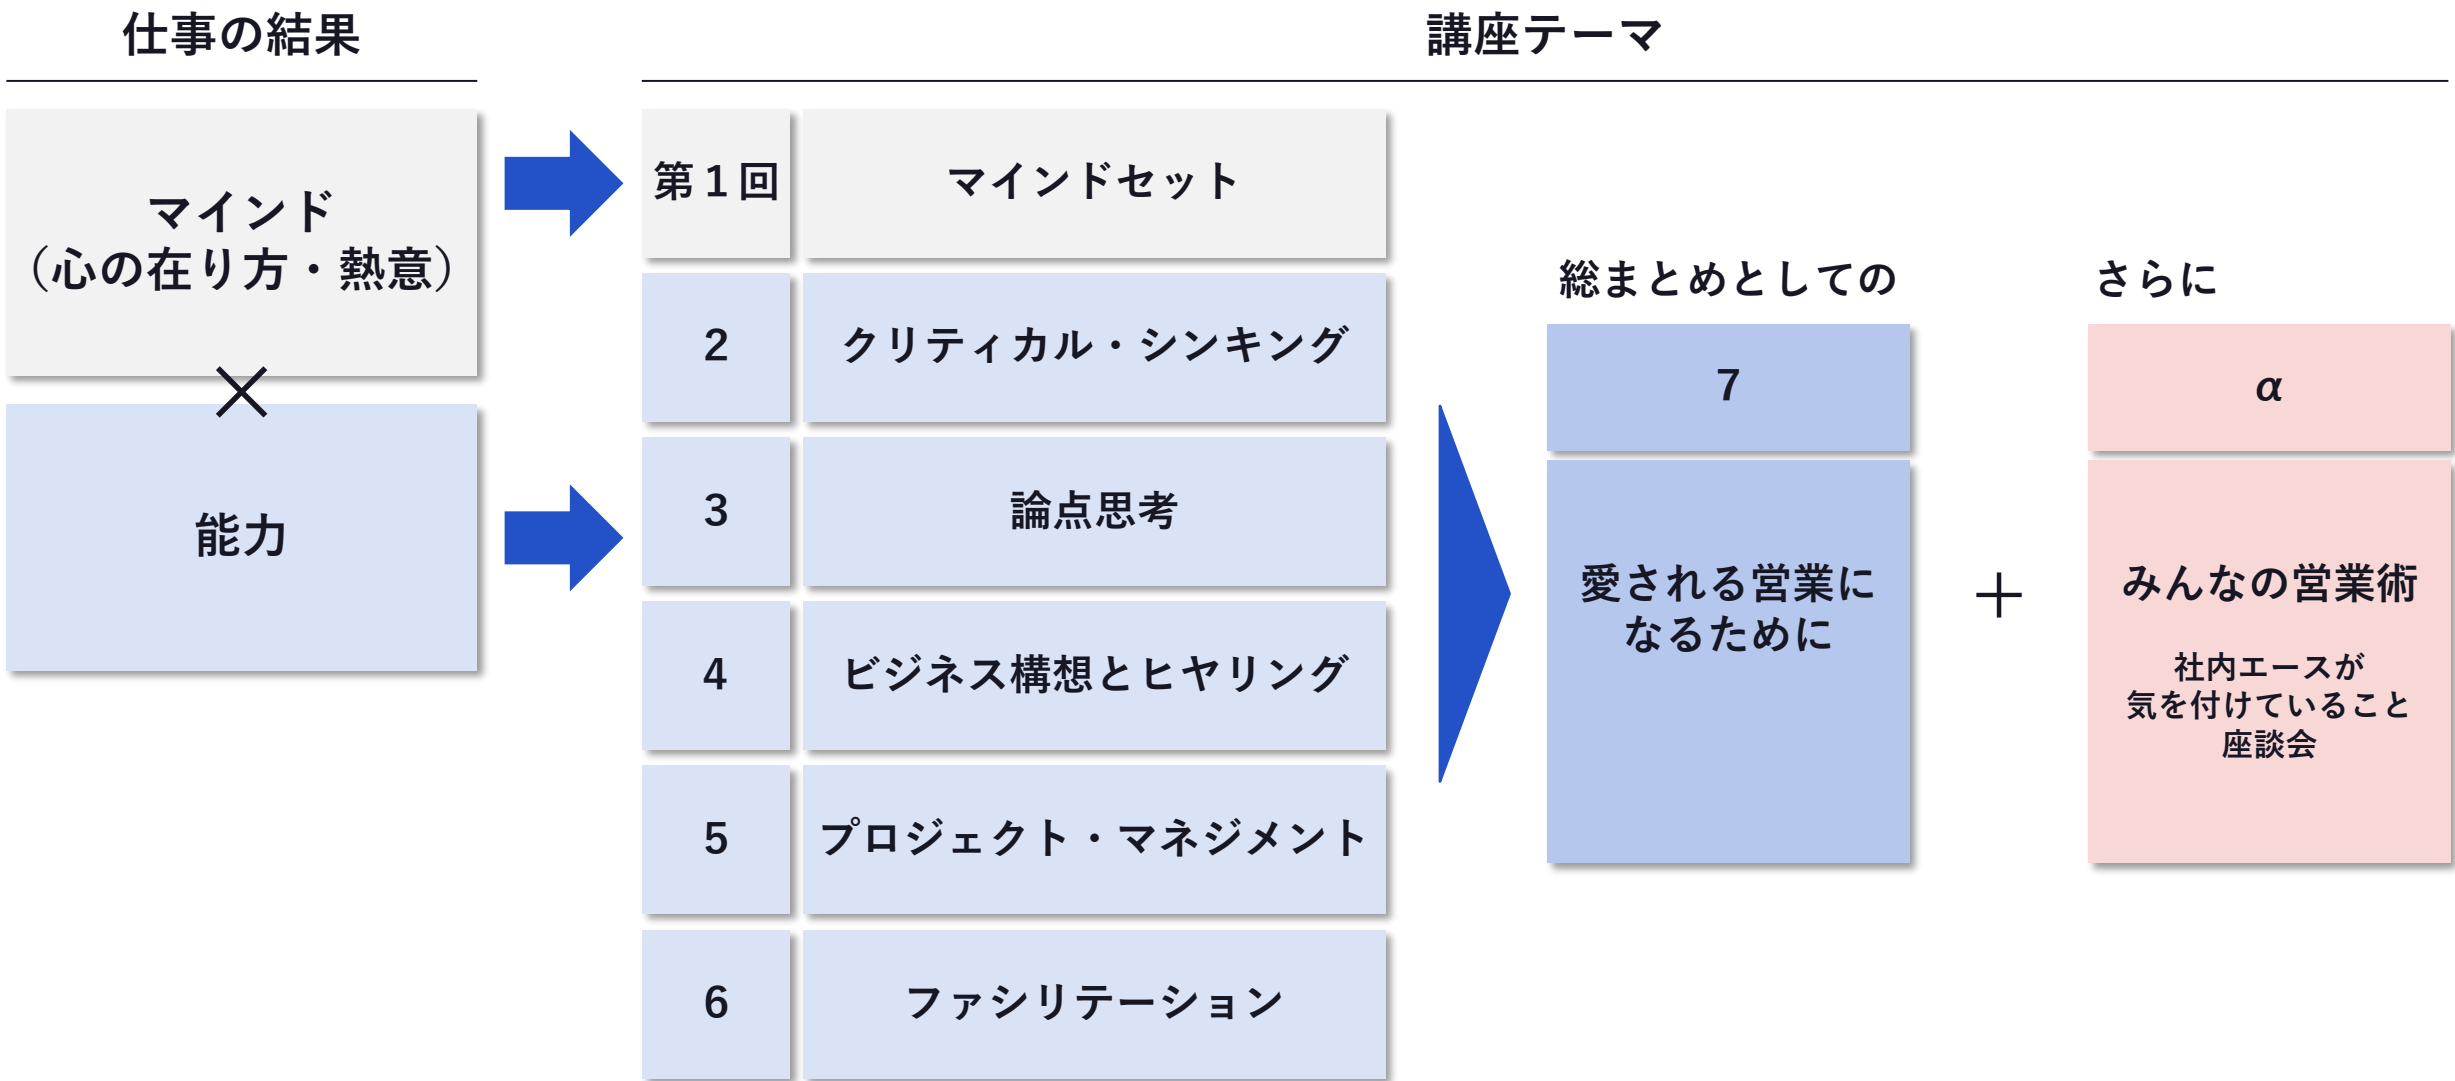 仕事の結果
講座テーマ
マインド
（心の在り方・熱意）
×
能力
第１回
マインドセット
2
クリティカル・シンキング
3
論点思考
4
ビジネス構想とヒヤリング
5
プロジェクト・マネジメント
6
ファシリテーション
総まとめとしての
7
愛される営業に
なるために
＋
さらに
α
みんなの営業術
社内エースが
気を付けていること
座談会